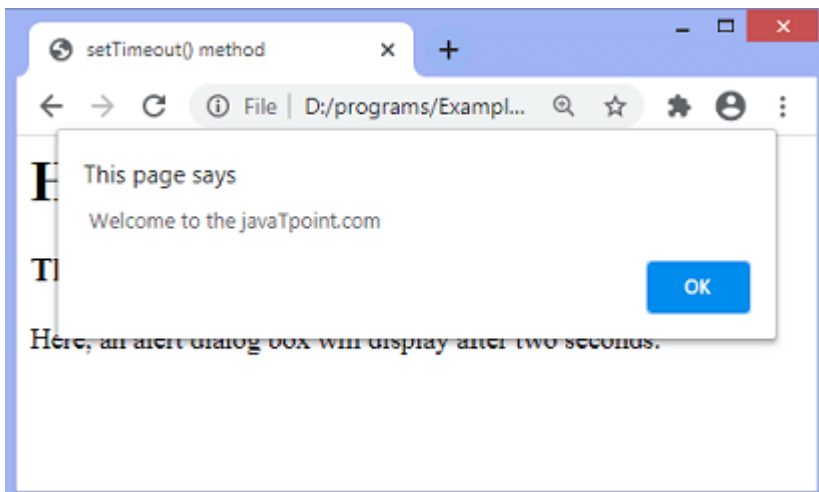 setTimeout() method
File D:/programs/Exampl...
This page says
Welcome to the javaTpoint.com
OK
Here, an alert dialog box will display after two seconds.